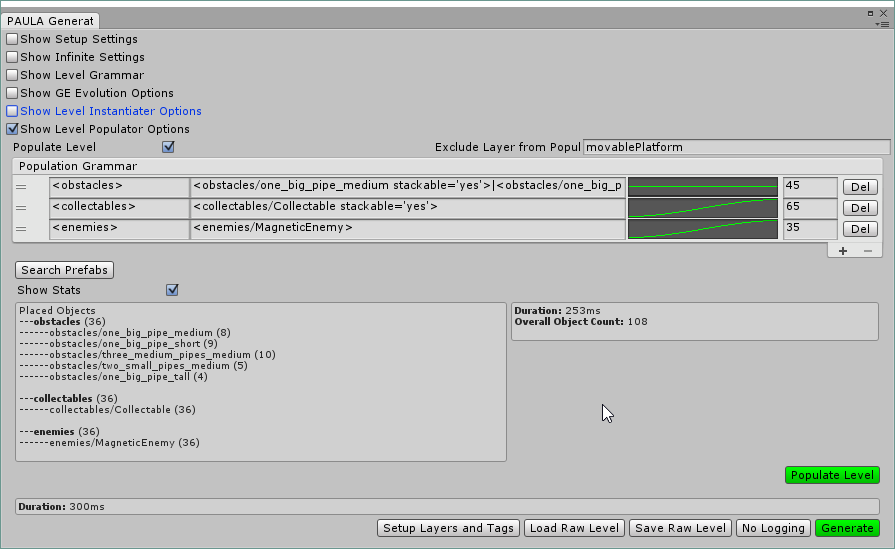 PAULA Generat
Show Setup Settings
Show Infinite Settings
Show Level Grammar
Show GE Evolution Options
Show Level Instantiater Options
Show Level Populator Options
Populate Level Exclude Layer from Popul movablePlatform
Population Grammar
<obstacles> <obstacles/one_big_pipe_medium stackable='yes'>|<obstacles/one_big_p 45 Del
<collectables> <collectables/Collectable stackable='yes'> 65 Del
<enemies> <enemies/MagneticEnemy> 35 Del
+ −
Search Prefabs
Show Stats
Placed Objects
---obstacles (36)
------obstacles/one_big_pipe_medium (8)
------obstacles/one_big_pipe_short (9)
------obstacles/three_medium_pipes_medium (10)
------obstacles/two_small_pipes_medium (5)
------obstacles/one_big_pipe_tall (4)
---collectables (36)
------collectables/Collectable (36)
---enemies (36)
------enemies/MagneticEnemy (36)
Duration: 253ms
Overall Object Count: 108
Populate Level
Duration: 300ms
Setup Layers and Tags Load Raw Level Save Raw Level No Logging Generate